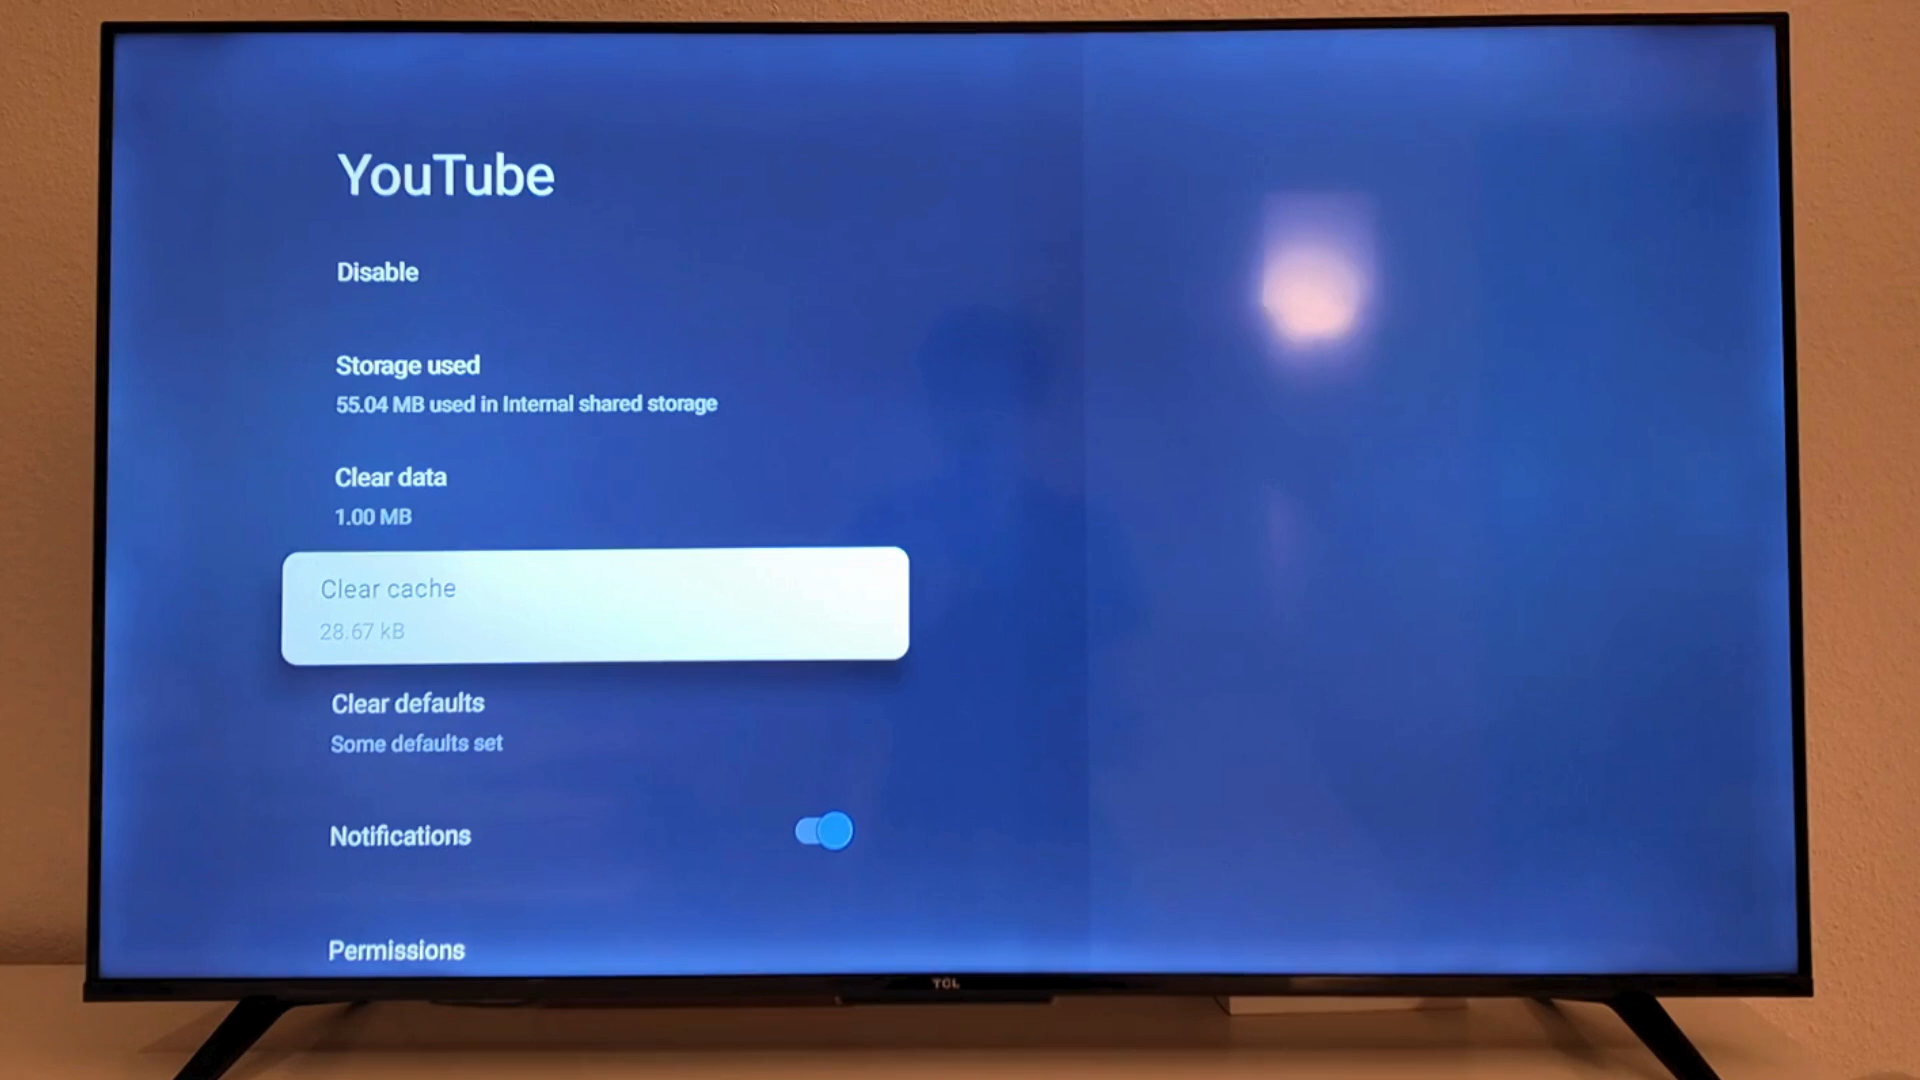 YouTube
Disable
Storage used
55.04 MB used in Internal shared storage
Clear data
1.00 MB
Clear cache
28.67 kB
Clear defaults
Some defaults set
Notifications
Permissions
TCL